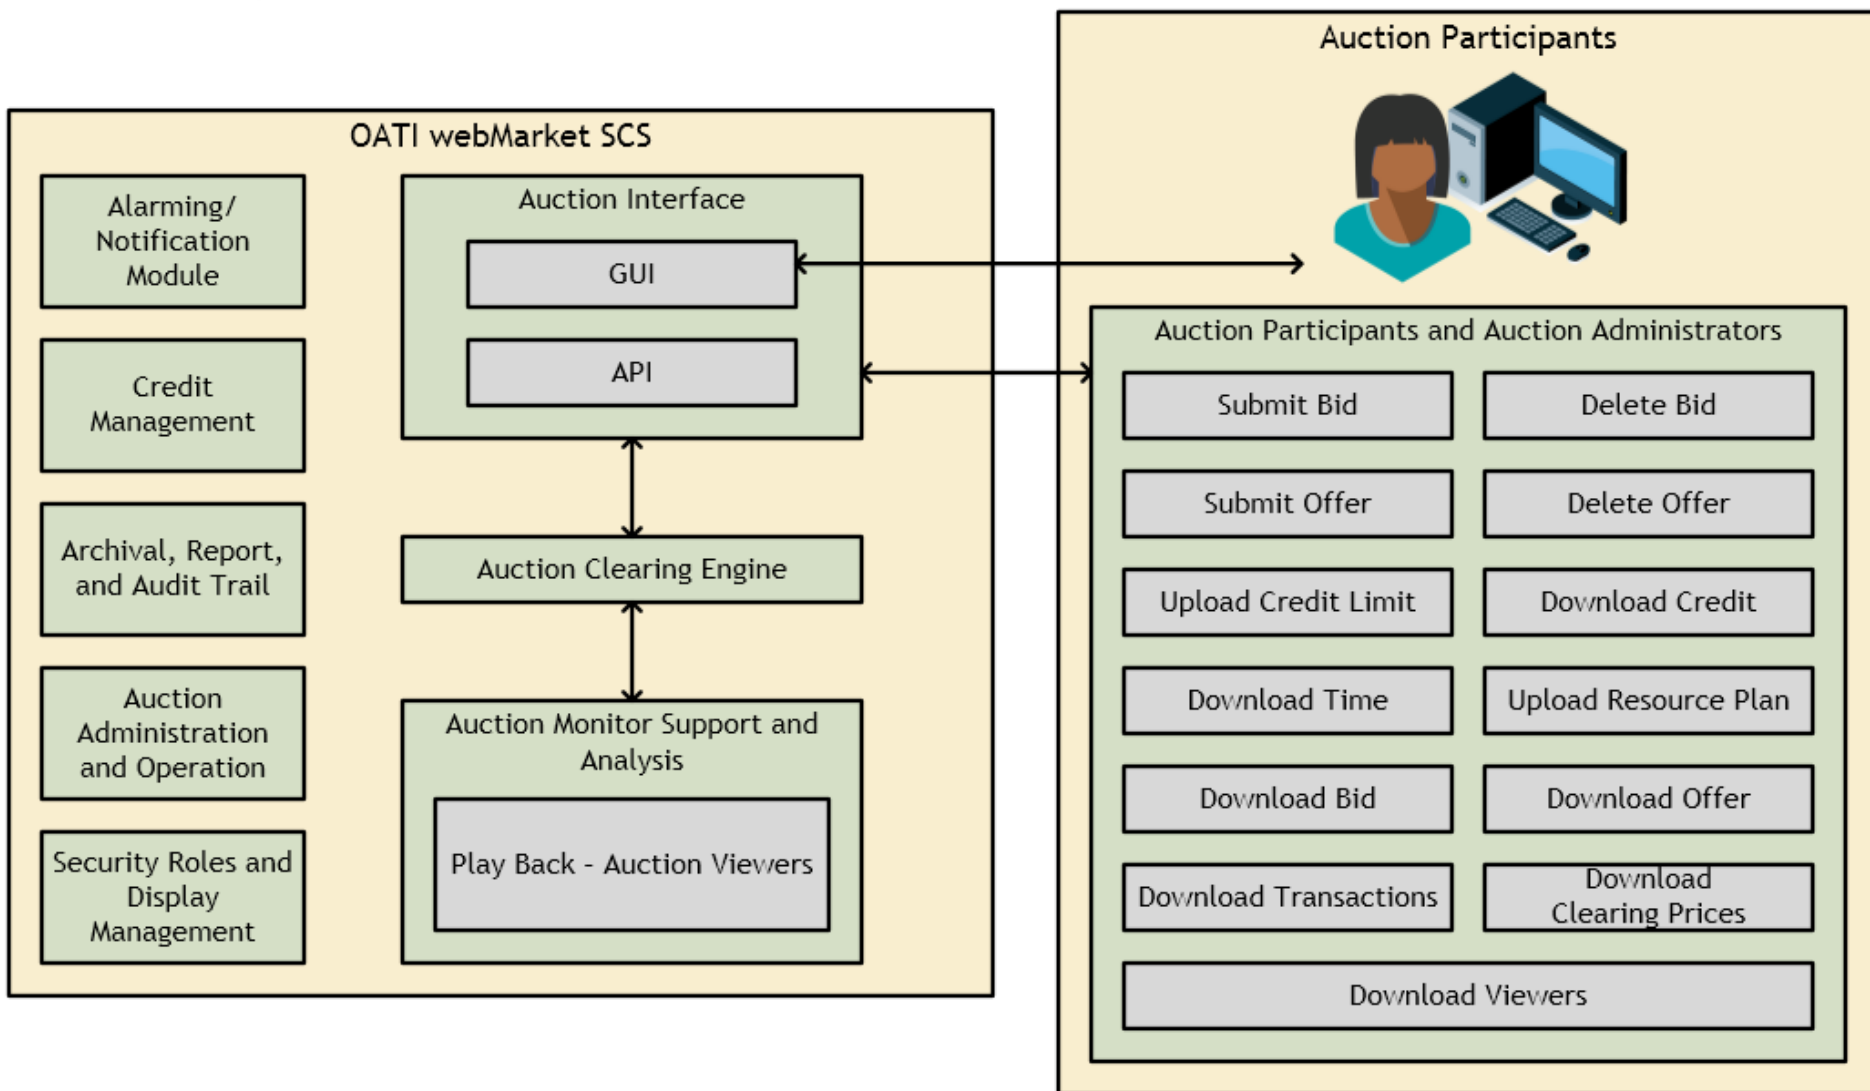 Auction Participants
OATI webMarket SCS
Alarming/
Notification
Module
Credit
Management
Archival, Report,
and Audit Trail
Auction
Administration
and Operation
Security Roles and
Display
Management
Auction Interface
GUI
API
Auction Clearing Engine
Auction Monitor Support and
Analysis
Play Back – Auction Viewers
Auction Participants and Auction Administrators
Submit Bid
Delete Bid
Submit Offer
Delete Offer
Upload Credit Limit
Download Credit
Download Time
Upload Resource Plan
Download Bid
Download Offer
Download Transactions
Download
Clearing Prices
Download Viewers